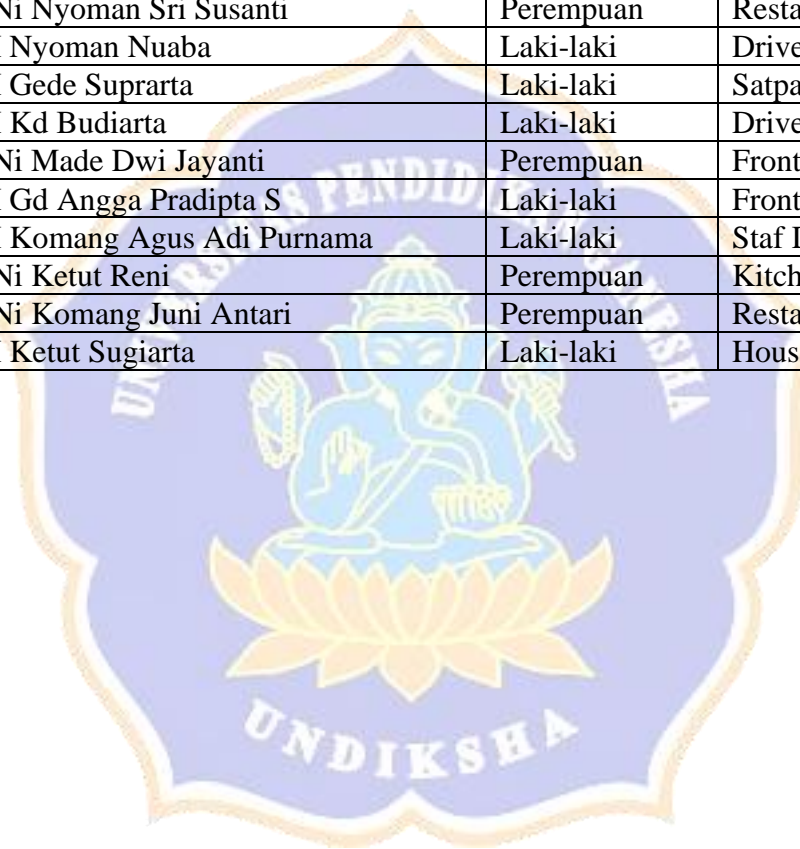 Ni Nyoman Sri Susanti Perempuan Resta
I Nyoman Nuaba Laki-laki Drive
I Gede Suprarta Laki-laki Satpa
I Kd Budiarta Laki-laki Drive
Ni Made Dwi Jayanti Perempuan Front
I Gd Angga Pradipta S Laki-laki Front
I Komang Agus Adi Purnama Laki-laki Staf
Ni Ketut Reni Perempuan Kitch
Ni Komang Juni Antari Perempuan Resta
I Ketut Sugiarta Laki-laki Hous
UNIVERSITAS PENDIDIKAN GANESHA
UNDIKSHA